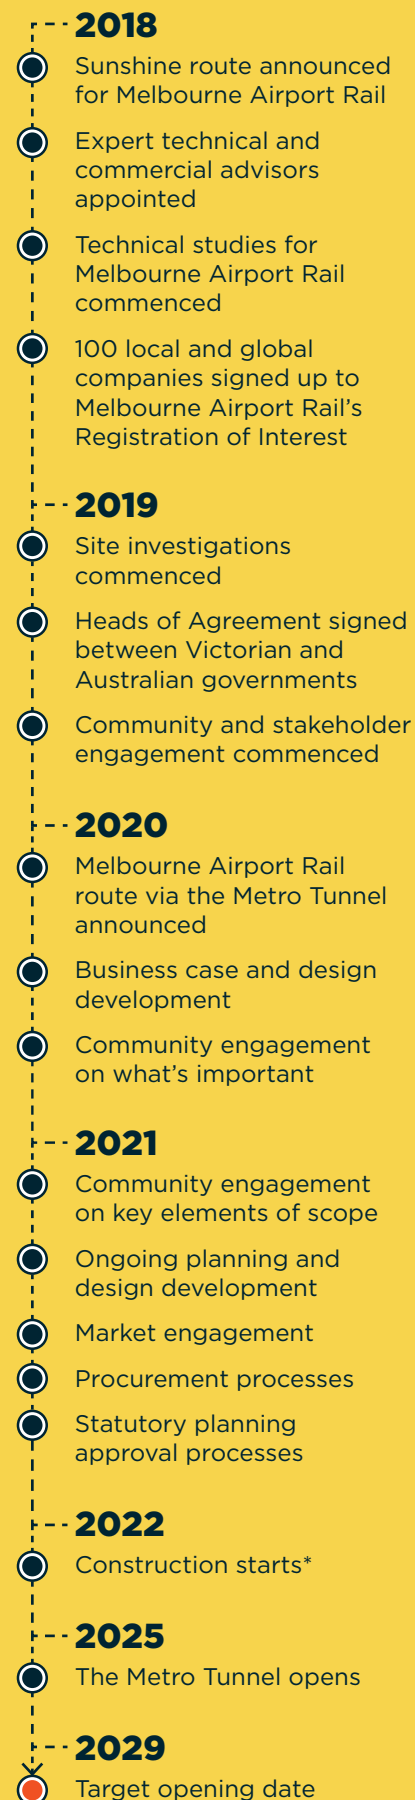 2018
Sunshine route announced
for Melbourne Airport Rail
Expert technical and
commercial advisors
appointed
Technical studies for
Melbourne Airport Rail
commenced
100 local and global
companies signed up to
Melbourne Airport Rail’s
Registration of Interest
2019
Site investigations
commenced
Heads of Agreement signed
between Victorian and
Australian governments
Community and stakeholder
engagement commenced
2020
Melbourne Airport Rail
route via the Metro Tunnel
announced
Business case and design
development
Community engagement
on what’s important
2021
Community engagement
on key elements of scope
Ongoing planning and
design development
Market engagement
Procurement processes
Statutory planning
approval processes
2022
Construction starts*
2025
The Metro Tunnel opens
2029
Target opening date